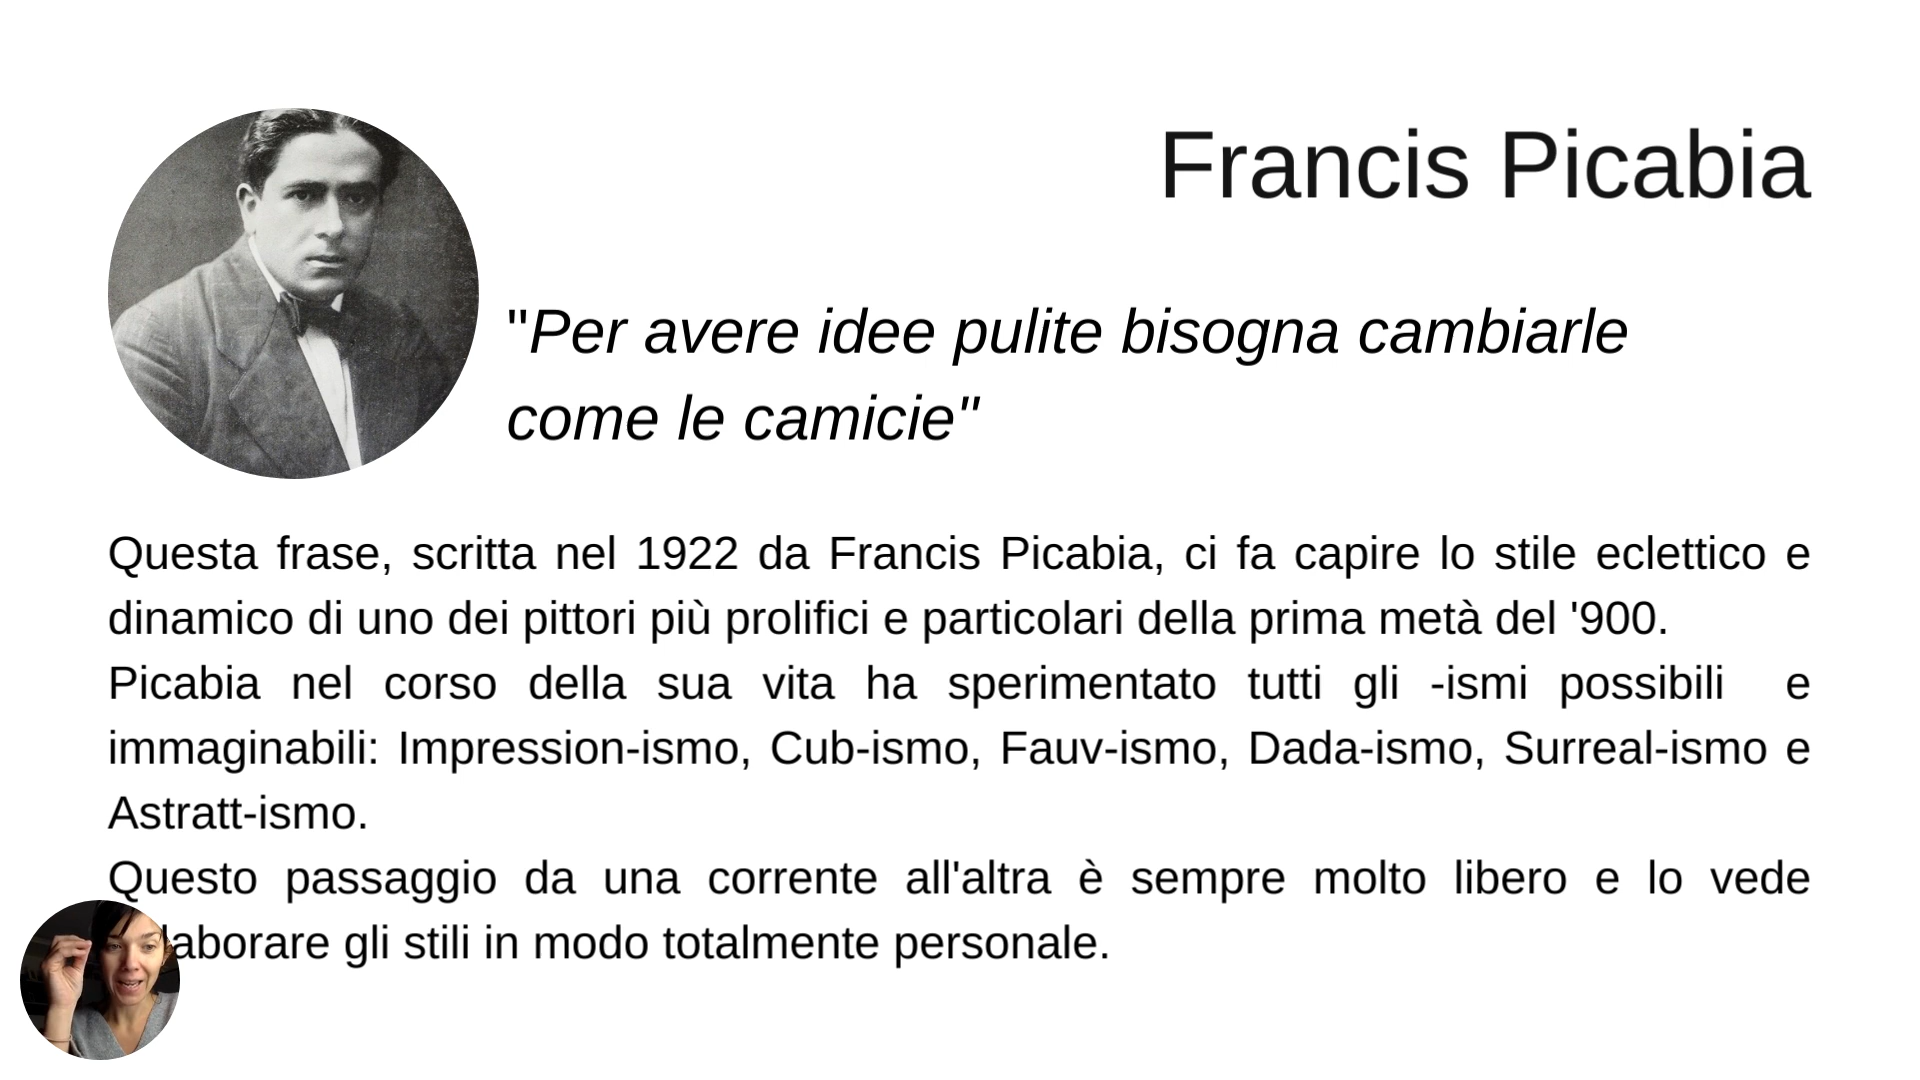 Francis Picabia
"Per avere idee pulite bisogna cambiarle
come le camicie"
Questa frase, scritta nel 1922 da Francis Picabia, ci fa capire lo stile eclettico e
dinamico di uno dei pittori più prolifici e particolari della prima metà del '900.
Picabia nel corso della sua vita ha sperimentato tutti gli -ismi possibili e
immaginabili: Impression-ismo, Cub-ismo, Fauv-ismo, Dada-ismo, Surreal-ismo e
Astratt-ismo.
Questo passaggio da una corrente all'altra è sempre molto libero e lo vede
gli stili in modo totalmente personale.